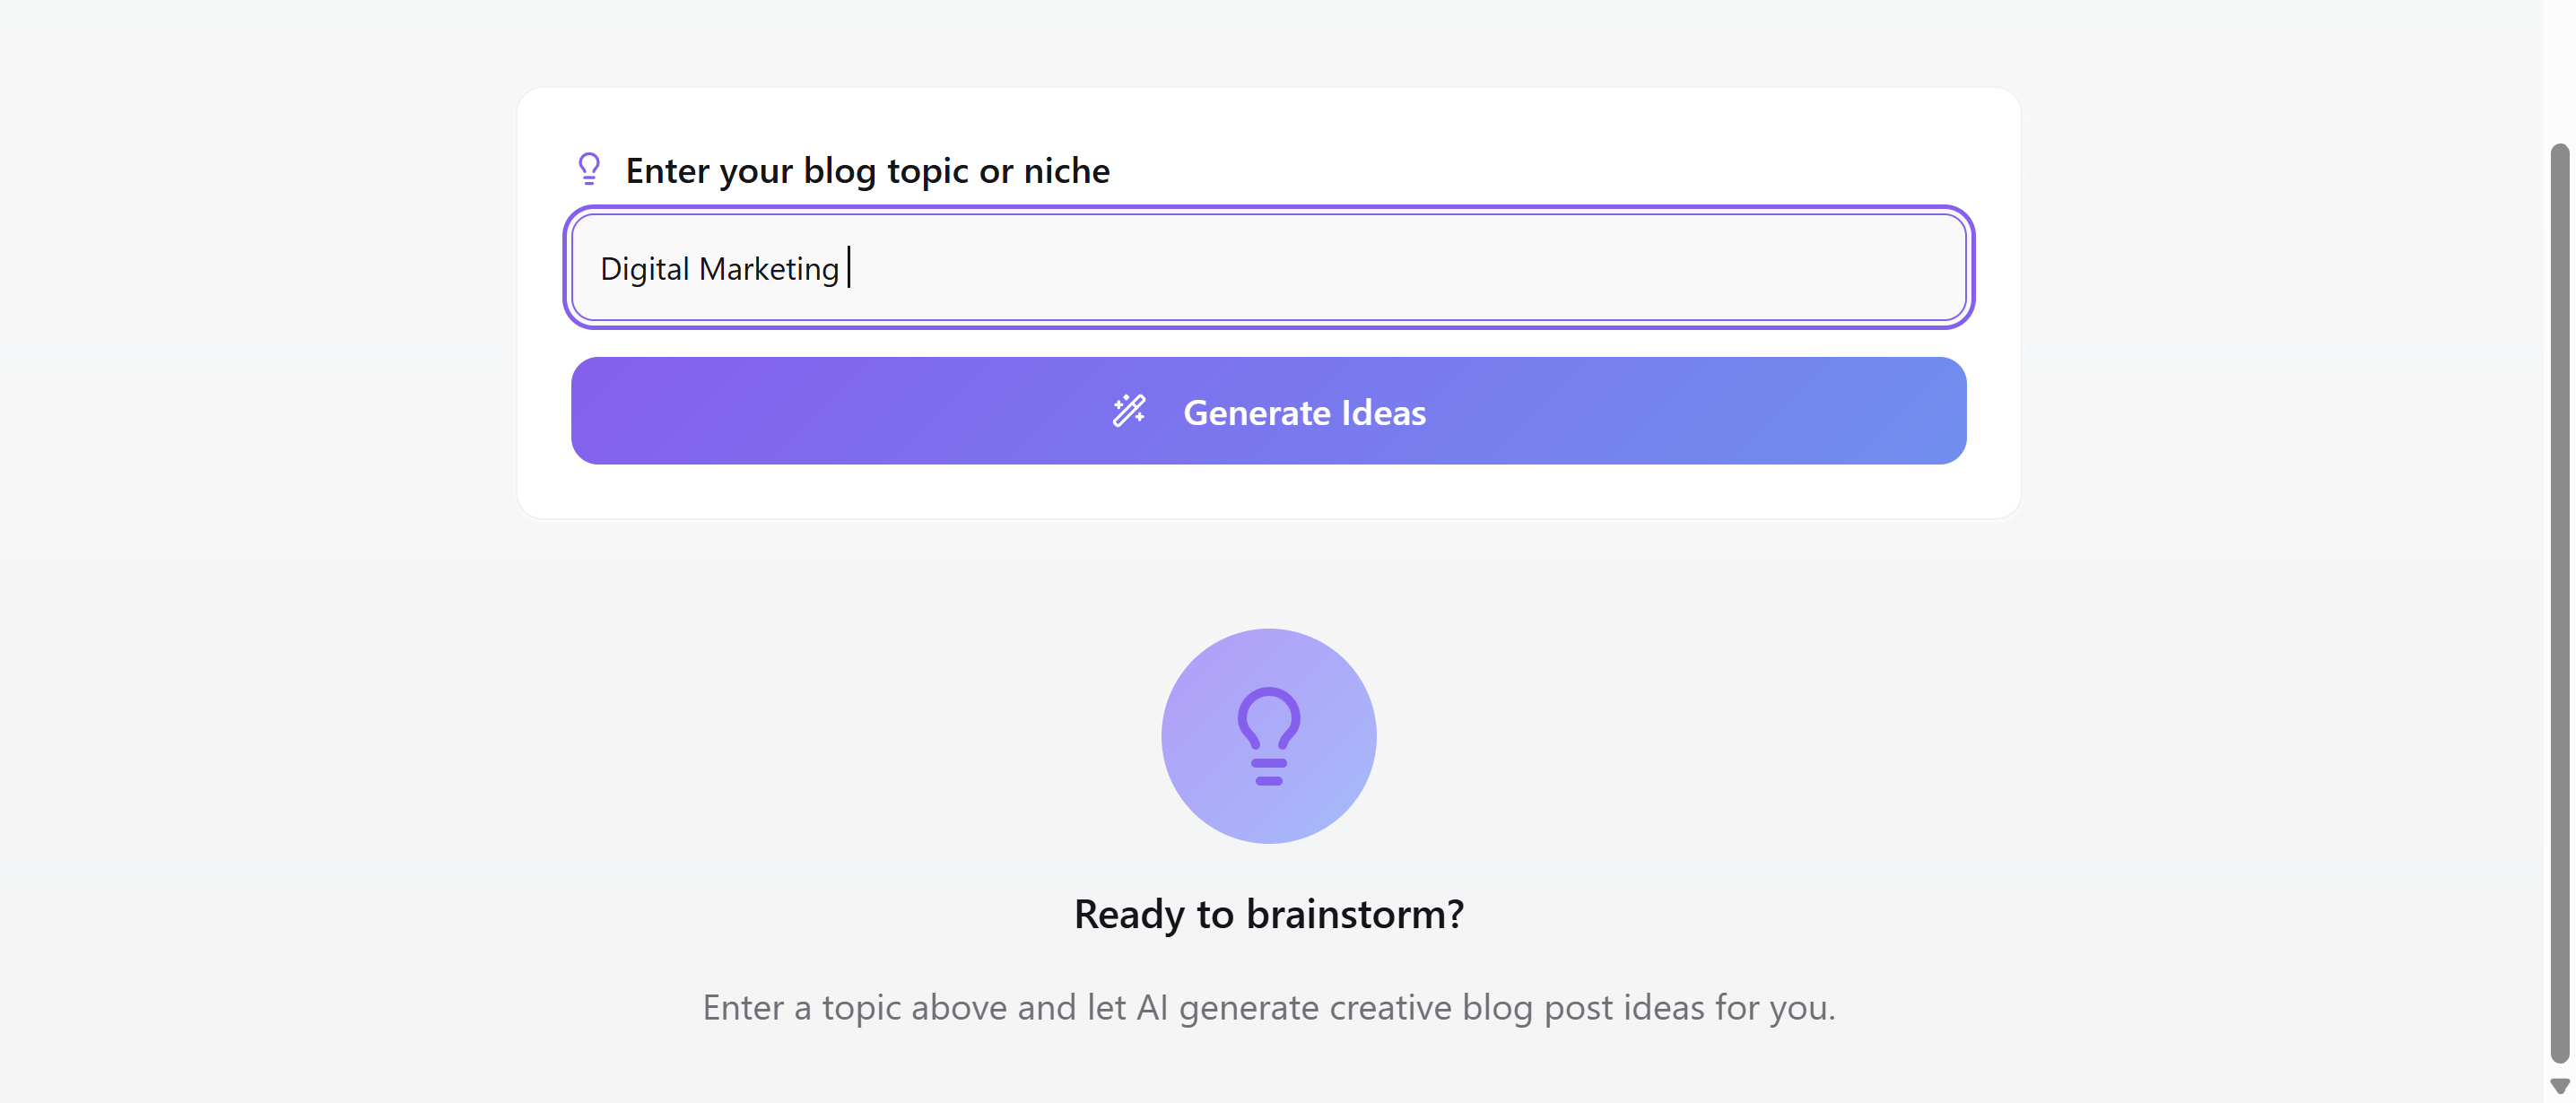 Enter your blog topic or niche
Digital Marketing
Generate Ideas
Ready to brainstorm?
Enter a topic above and let AI generate creative blog post ideas for you.